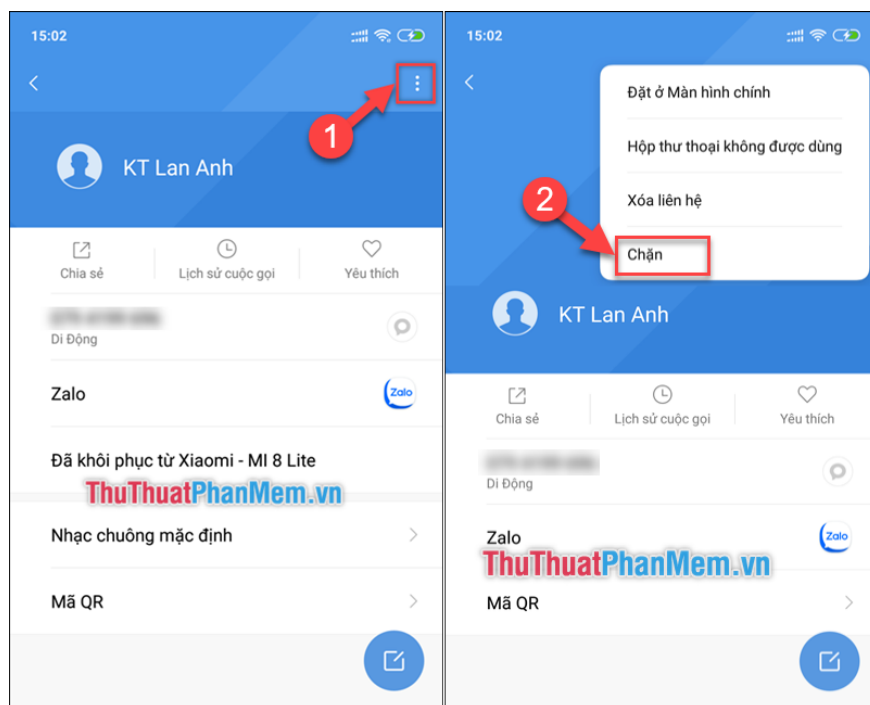 15:02
1
KT Lan Anh
Chia sẻ
Lịch sử cuộc gọi
Yêu thích
Di Động
Zalo
Zalo
Đã khôi phục từ Xiaomi - MI 8 Lite
ThuThuatPhanMem.vn
Nhạc chuông mặc định
Mã QR
15:02
Đặt ở Màn hình chính
Hộp thư thoại không được dùng
Xóa liên hệ
2
Chặn
KT Lan Anh
Chia sẻ
Lịch sử cuộc gọi
Yêu thích
Di Động
Zalo
Zalo
ThuThuatPhanMem.vn
Mã QR